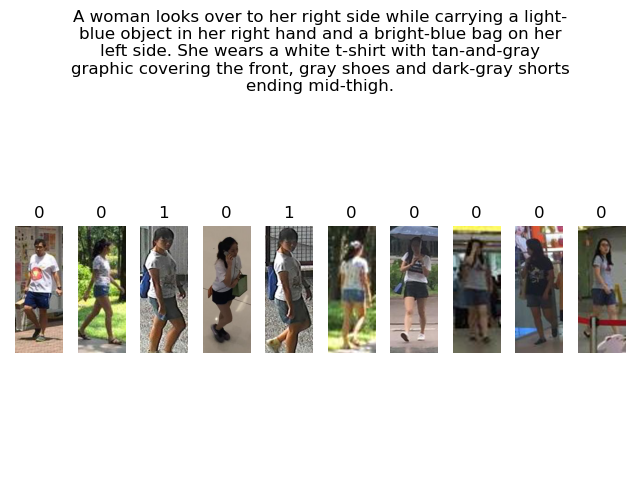 A woman looks over to her right side while carrying a light-
blue object in her right hand and a bright-blue bag on her
left side. She wears a white t-shirt with tan-and-gray
graphic covering the front, gray shoes and dark-gray shorts
ending mid-thigh.
0 0 1 0 1 0 0 0 0 0